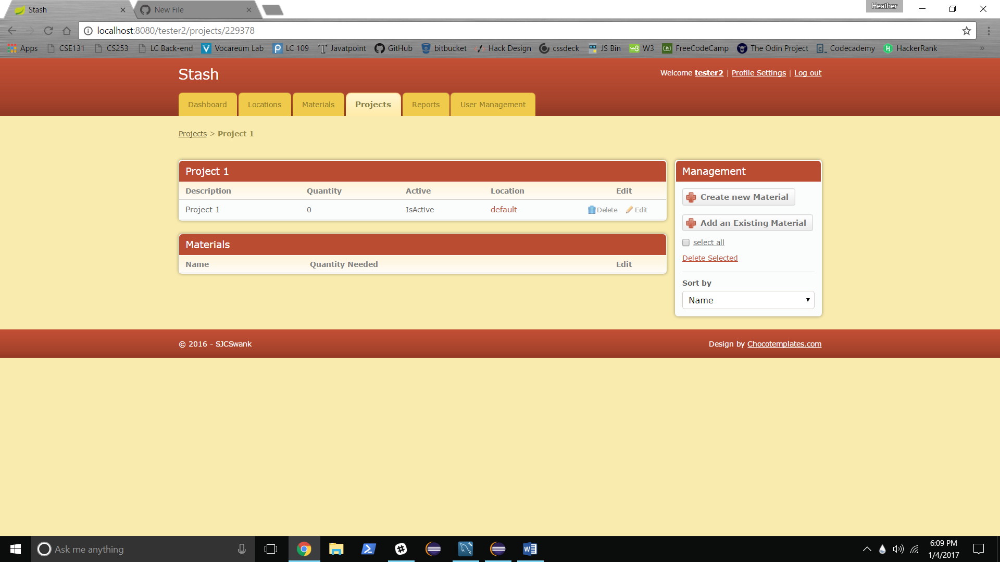 Stash
New File
Heather
localhost:8080/tester2/projects/229378
Apps CSE131 CS253 LC Back-end Vocareum Lab LC 109 Javatpoint GitHub bitbucket Hack Design cssdeck JS Bin W3 FreeCodeCamp The Odin Project Codecademy HackerRank »
Stash
Welcome tester2 | Profile Settings | Log out
Dashboard Locations Materials Projects Reports User Management
Projects > Project 1
Project 1
Description Quantity Active Location Edit
Project 1 0 IsActive default Delete Edit
Materials
Name Quantity Needed Edit
Management
Create new Material
Add an Existing Material
select all
Delete Selected
Sort by
Name
© 2016 - SJCSwank
Design by Chocotemplates.com
Ask me anything
6:09 PM
1/4/2017